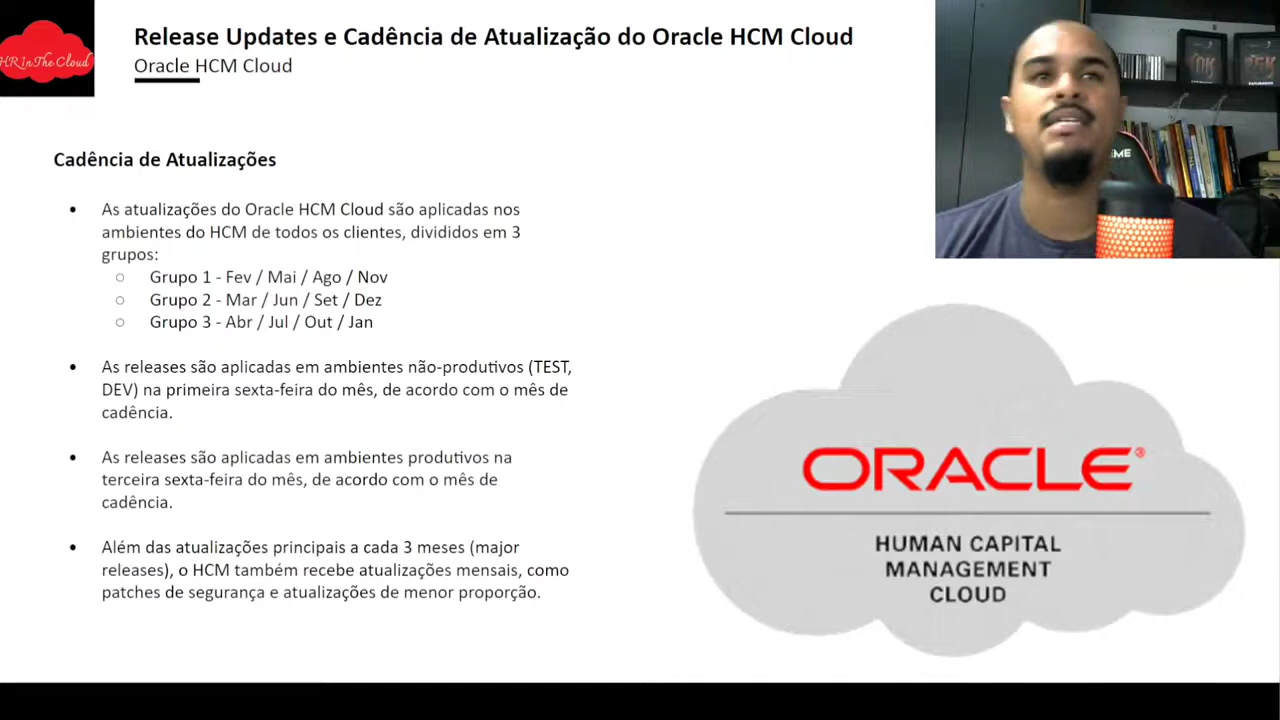 HR In The Cloud
Release Updates e Cadência de Atualização do Oracle HCM Cloud
Oracle HCM Cloud
Cadência de Atualizações
• As atualizações do Oracle HCM Cloud são aplicadas nos
ambientes do HCM de todos os clientes, divididos em 3
grupos:
○ Grupo 1 - Fev / Mai / Ago / Nov
○ Grupo 2 - Mar / Jun / Set / Dez
○ Grupo 3 - Abr / Jul / Out / Jan
• As releases são aplicadas em ambientes não-produtivos (TEST,
DEV) na primeira sexta-feira do mês, de acordo com o mês de
cadência.
• As releases são aplicadas em ambientes produtivos na
terceira sexta-feira do mês, de acordo com o mês de
cadência.
• Além das atualizações principais a cada 3 meses (major
releases), o HCM também recebe atualizações mensais, como
patches de segurança e atualizações de menor proporção.
ORACLE®
HUMAN CAPITAL
MANAGEMENT
CLOUD